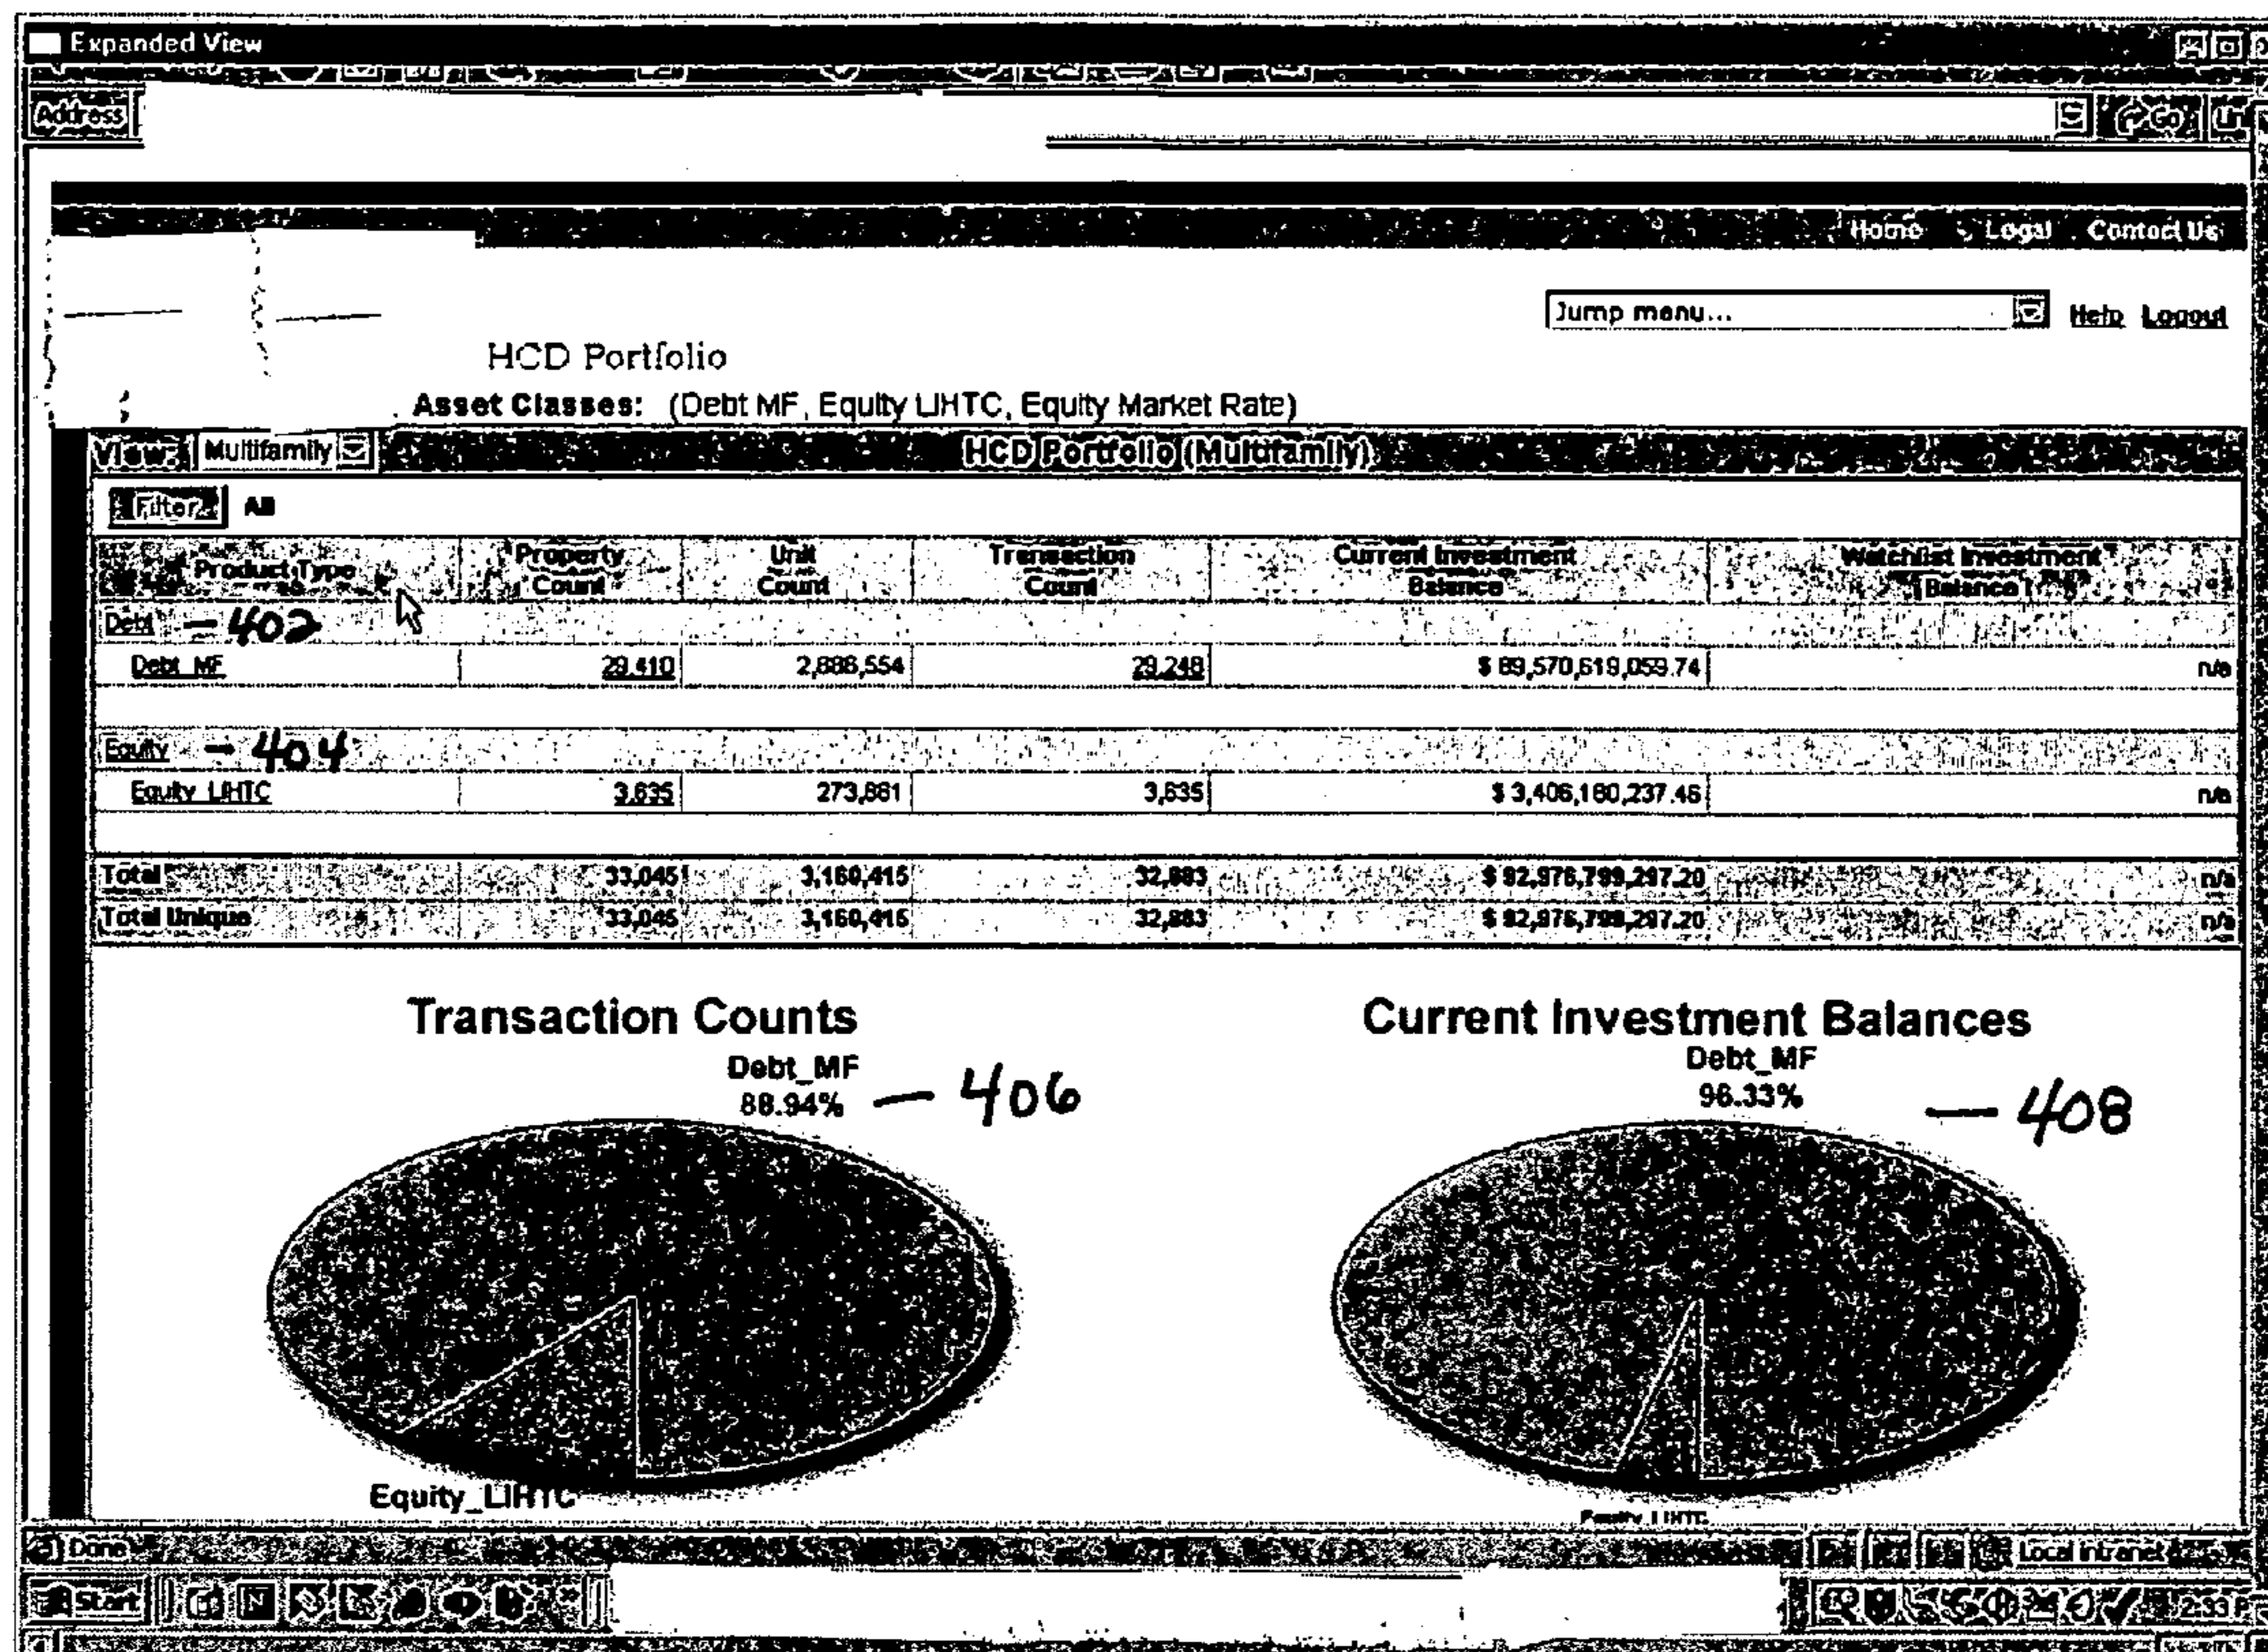 Expanded View
Address Go
Home Legal Contact Us
Jump menu... Help Logout
HCD Portfolio
Asset Classes: (Debt MF, Equity LIHTC, Equity Market Rate)
View: Multifamily HCD Portfolio (Multifamily)
Filter All
Product Type Property Count Unit Count Transaction Count Current Investment Balance Watchlist Investment Balance
Debt — 402
Debt_MF 29,410 2,886,554 29,248 $ 89,570,619,059.74 n/a
Equity — 404
Equity_LIHTC 3,635 273,861 3,635 $ 3,406,180,237.46 n/a
Total 33,045 3,160,415 32,883 $ 92,976,799,297.20 n/a
Total Unique 33,045 3,160,415 32,883 $ 92,976,799,297.20 n/a
Transaction Counts Current Investment Balances
Debt_MF Debt_MF
88.94% — 406 96.33% — 408
Equity_LIHTC Equity_LIHTC
Done Local intranet
Start 2:33 P